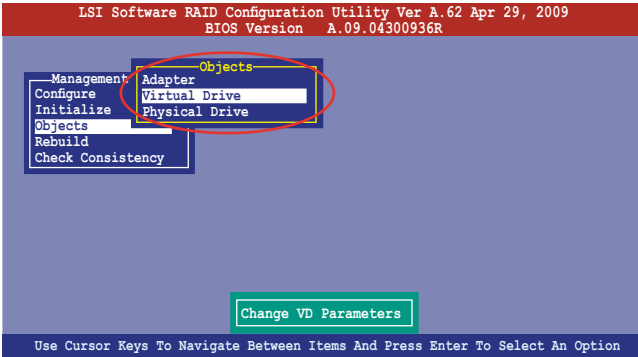 LSI Software RAID Configuration Utility Ver A.62 Apr 29, 2009
BIOS Version A.09.04300936R
Management
Configure
Initialize
Objects
Rebuild
Check Consistency
Objects
Adapter
Virtual Drive
Physical Drive
Change VD Parameters
Use Cursor Keys To Navigate Between Items And Press Enter To Select An Option